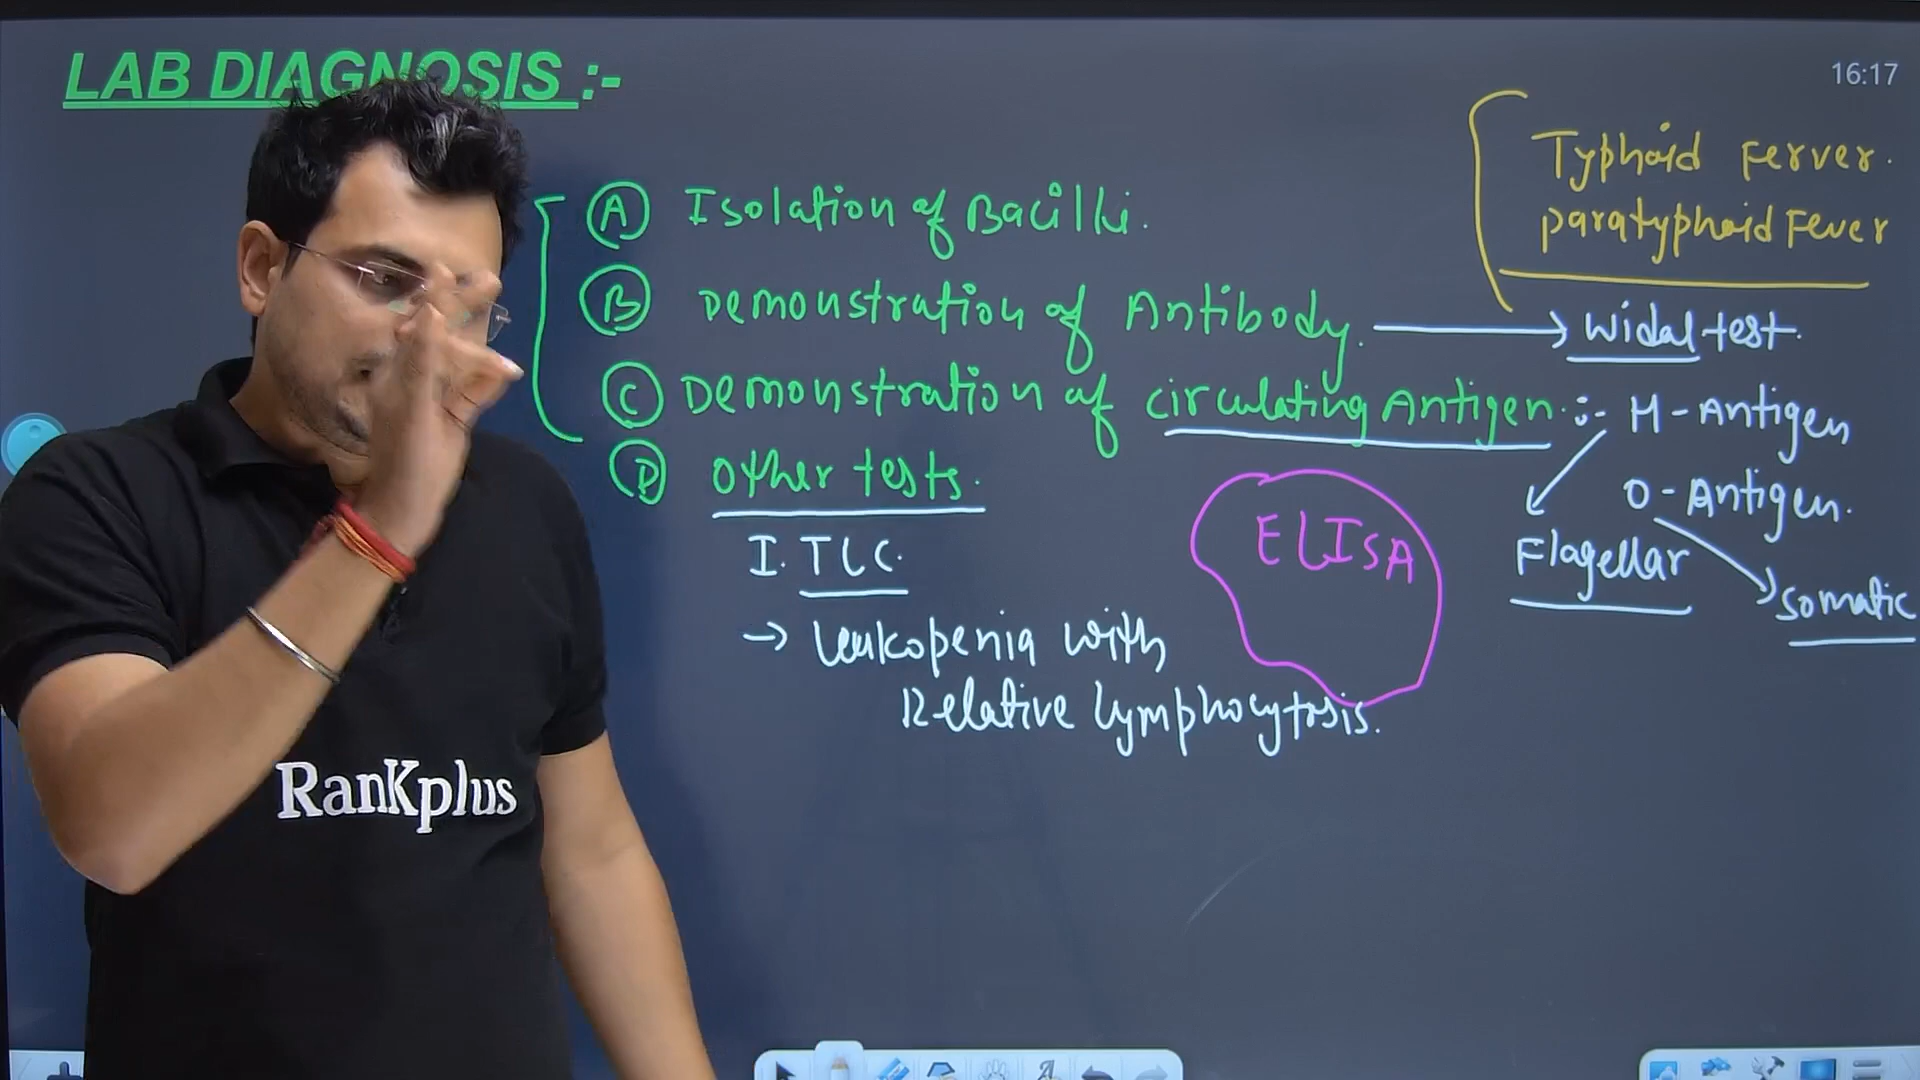 LAB DIAGNOSIS :-
16:17
Typhoid Ferver.
paratyphoid Fever
A Isolation of Bacilli.
B Demonstration of Antibody. → Widal test.
C Demonstration of circulating Antigen. :- H-Antigen
O-Antigen.
Flagellar
Somatic
D Other tests.
ELISA
I. TLC.
→ leukopenia with
Relative lymphocytosis.
RanKplus